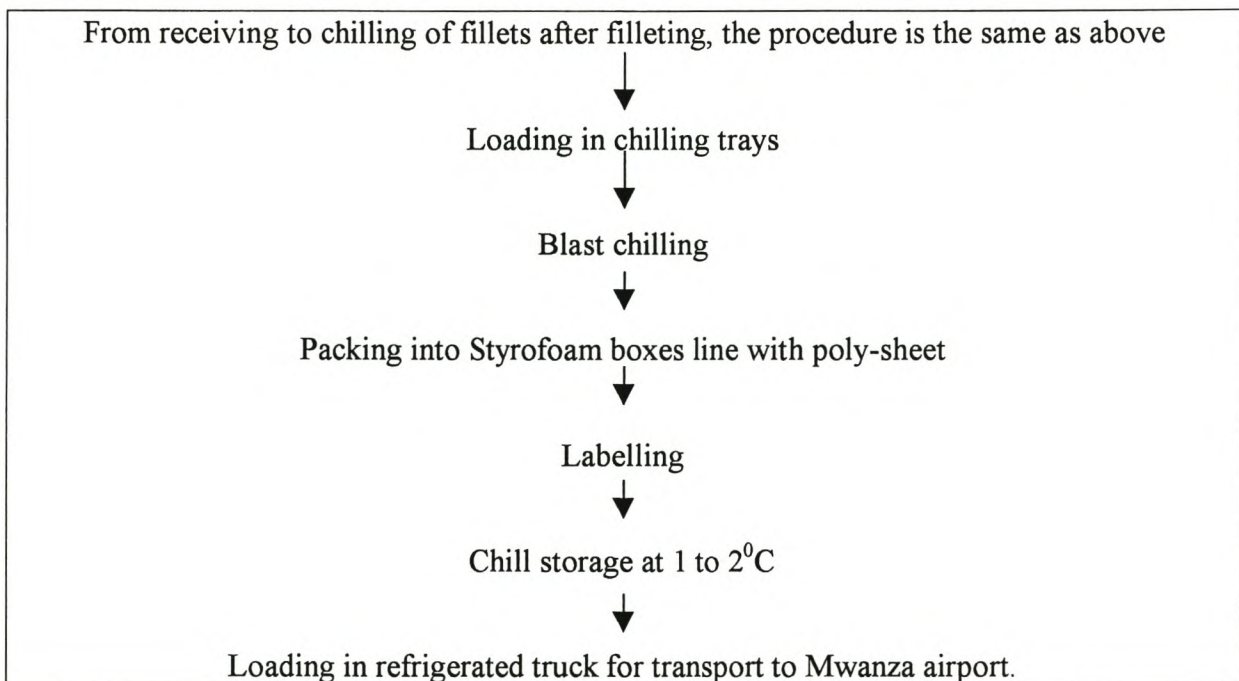 From receiving to chilling of fillets after filleting, the procedure is the same as above
Loading in chilling trays
Blast chilling
Packing into Styrofoam boxes line with poly-sheet
Labelling
Chill storage at 1 to 2⁰C
Loading in refrigerated truck for transport to Mwanza airport.